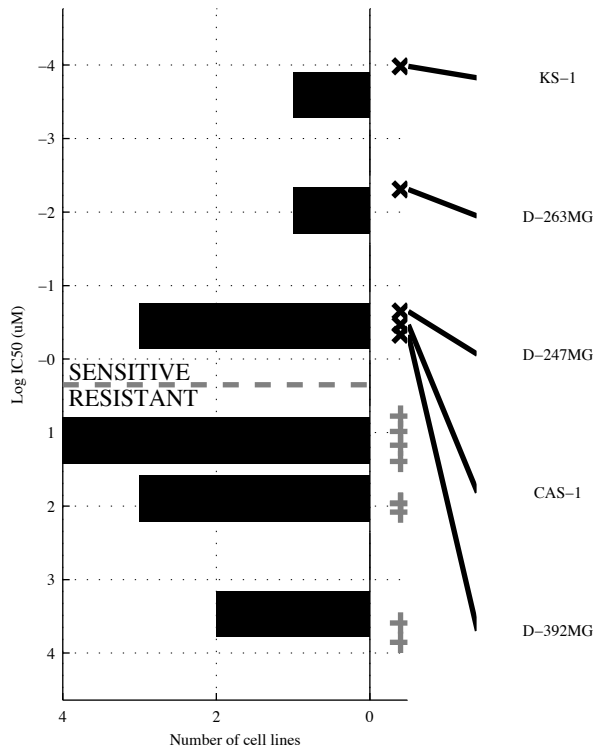 −4
−3
−2
−1
−0
1
2
3
4
Log IC50 (uM)
SENSITIVE
RESISTANT
4 2 0
Number of cell lines
KS−1
D−263MG
D−247MG
CAS−1
D−392MG